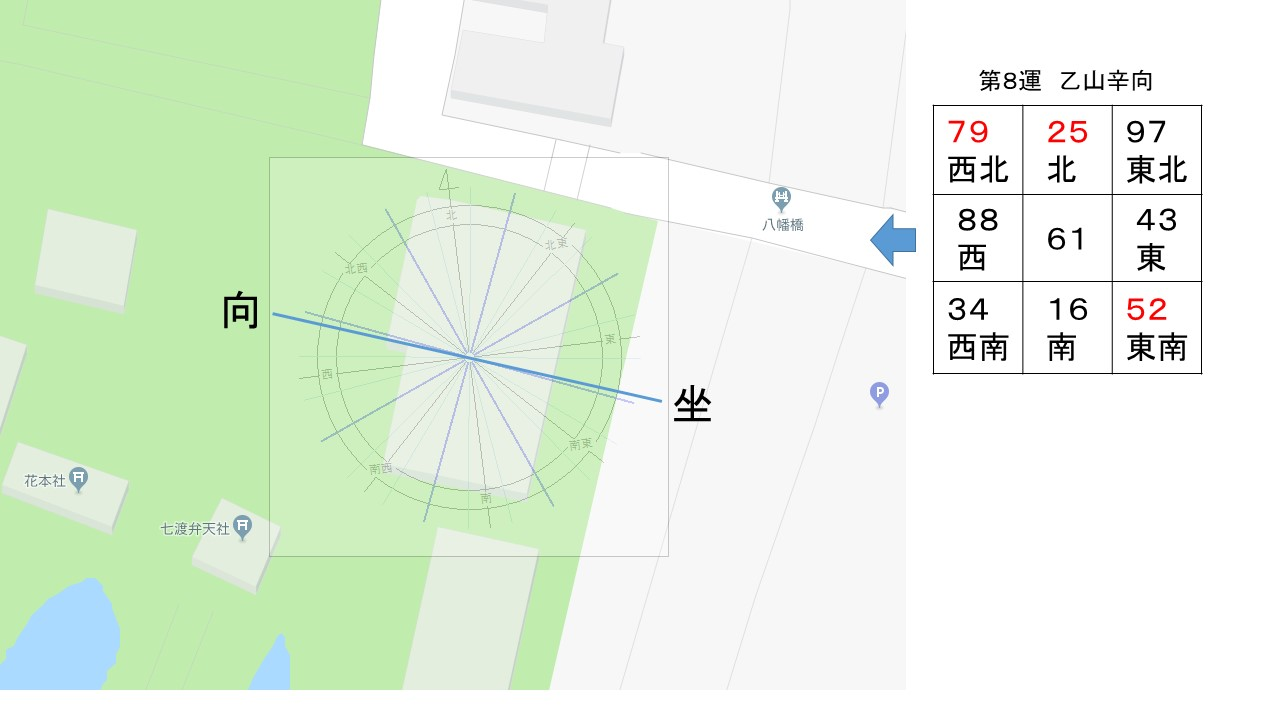 第8運 乙山辛向
79 25 97
西北 北 東北
88 61 43
西 東
34 16 52
西南 南 東南
八幡橋
北
北東
北西
向
東
西
P
坐
南東
南西
花本社
南
七渡弁天社